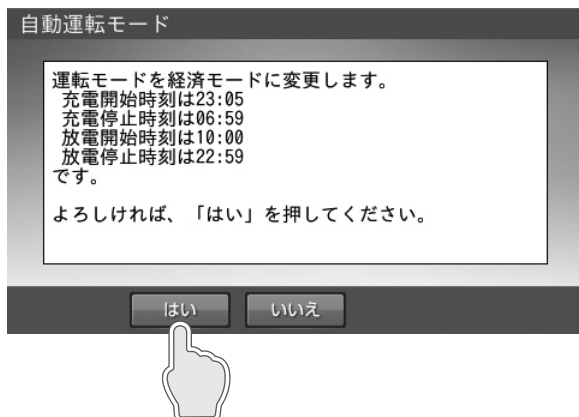 自動運転モード
運転モードを経済モードに変更します。
充電開始時刻は23:05
充電停止時刻は06:59
放電開始時刻は10:00
放電停止時刻は22:59
です。
よろしければ、「はい」を押してください。
はい
いいえ